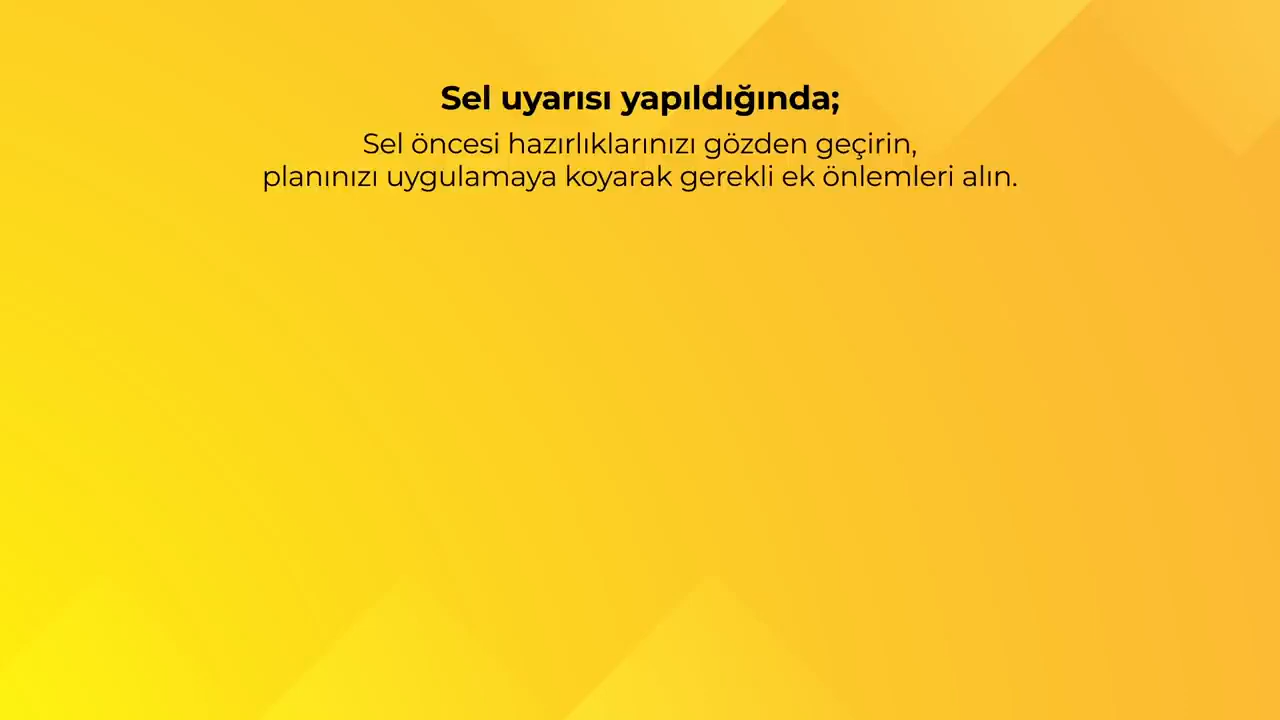 Sel uyarısı yapıldığında;
Sel öncesi hazırlıklarınızı gözden geçirin,
planınızı uygulamaya koyarak gerekli ek önlemleri alın.